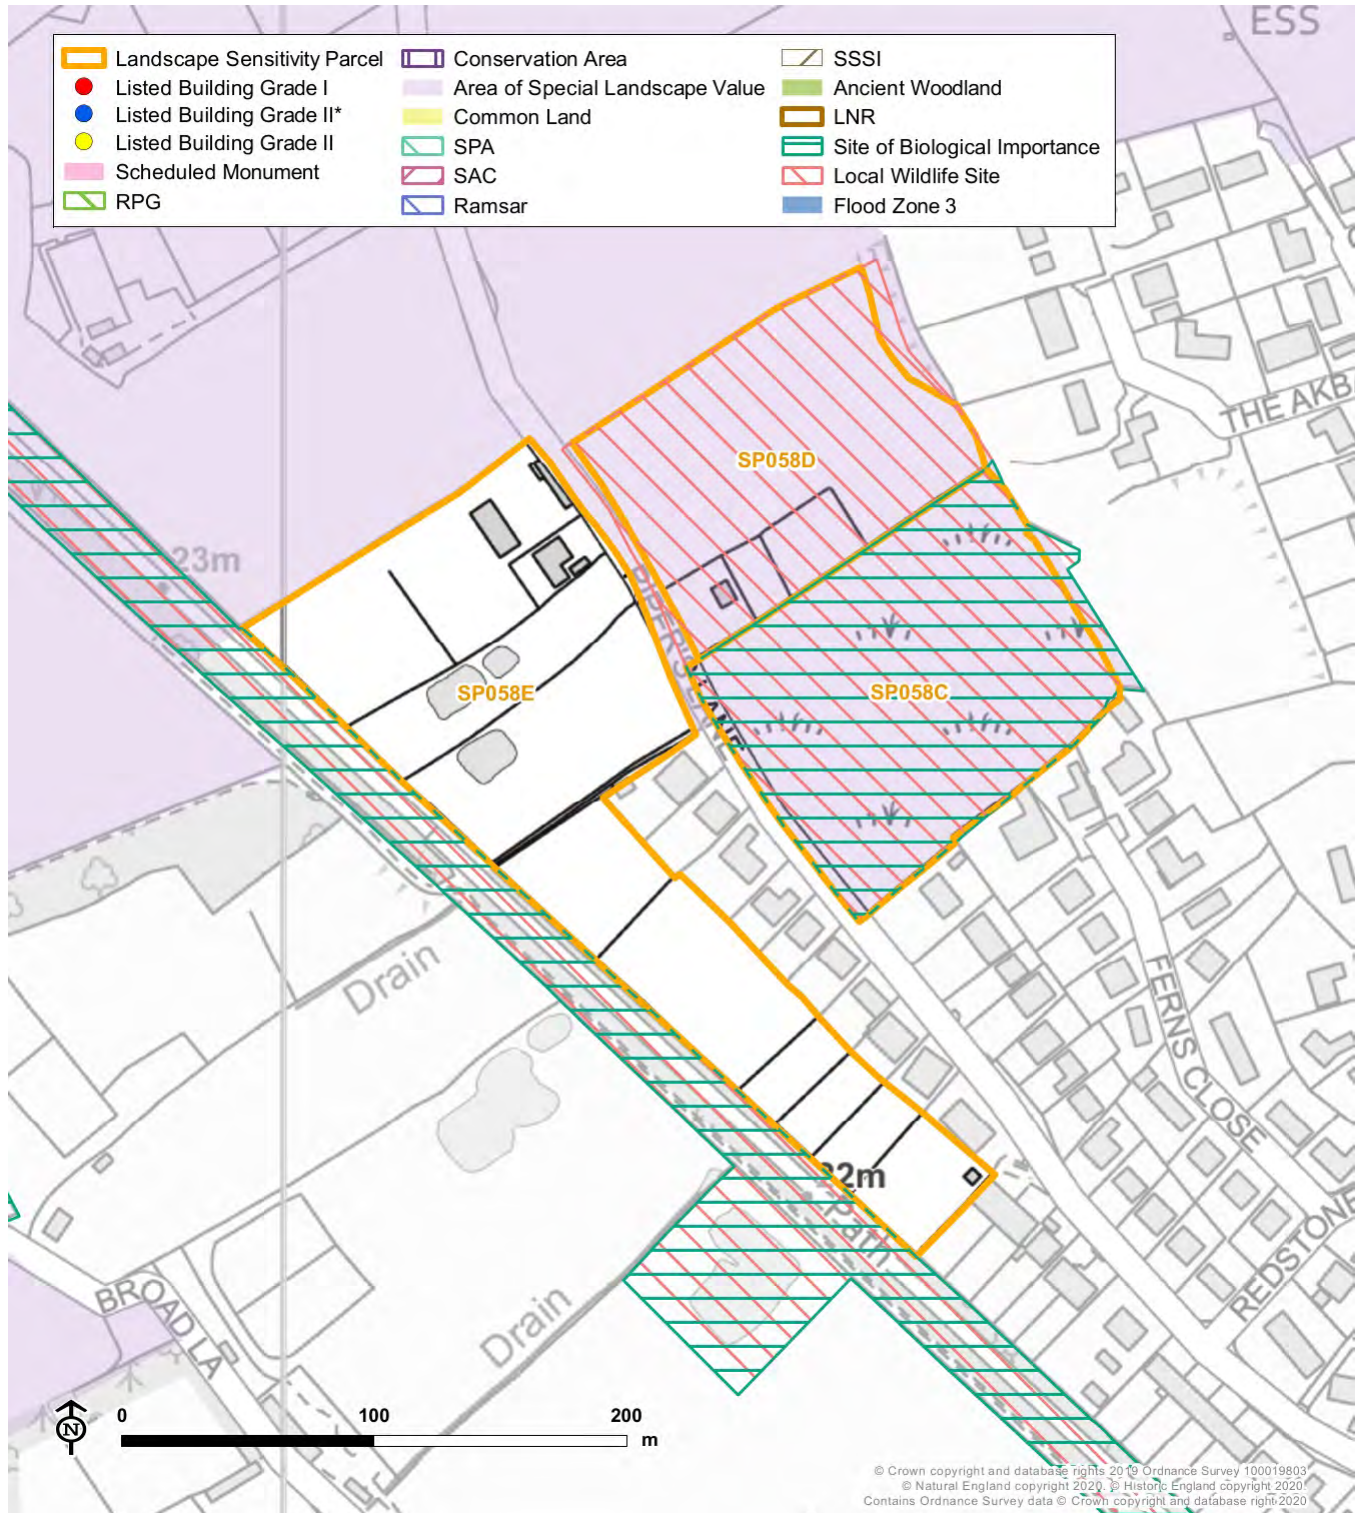 ESS
Landscape Sensitivity Parcel
Listed Building Grade I
Listed Building Grade II*
Listed Building Grade II
Scheduled Monument
RPG
Conservation Area
Area of Special Landscape Value
Common Land
SPA
SAC
Ramsar
SSSI
Ancient Woodland
LNR
Site of Biological Importance
Local Wildlife Site
Flood Zone 3
THE AKB
SP058D
23m
PIPER'S LANE
SP058E
SP058C
Drain
FERNS CLOSE
22m
Path
REDSTONE
BROAD LA
Drain
N
0 100 200
m
© Crown copyright and database rights 2019 Ordnance Survey 100019803
© Natural England copyright 2020. © Historic England copyright 2020.
Contains Ordnance Survey data © Crown copyright and database right 2020